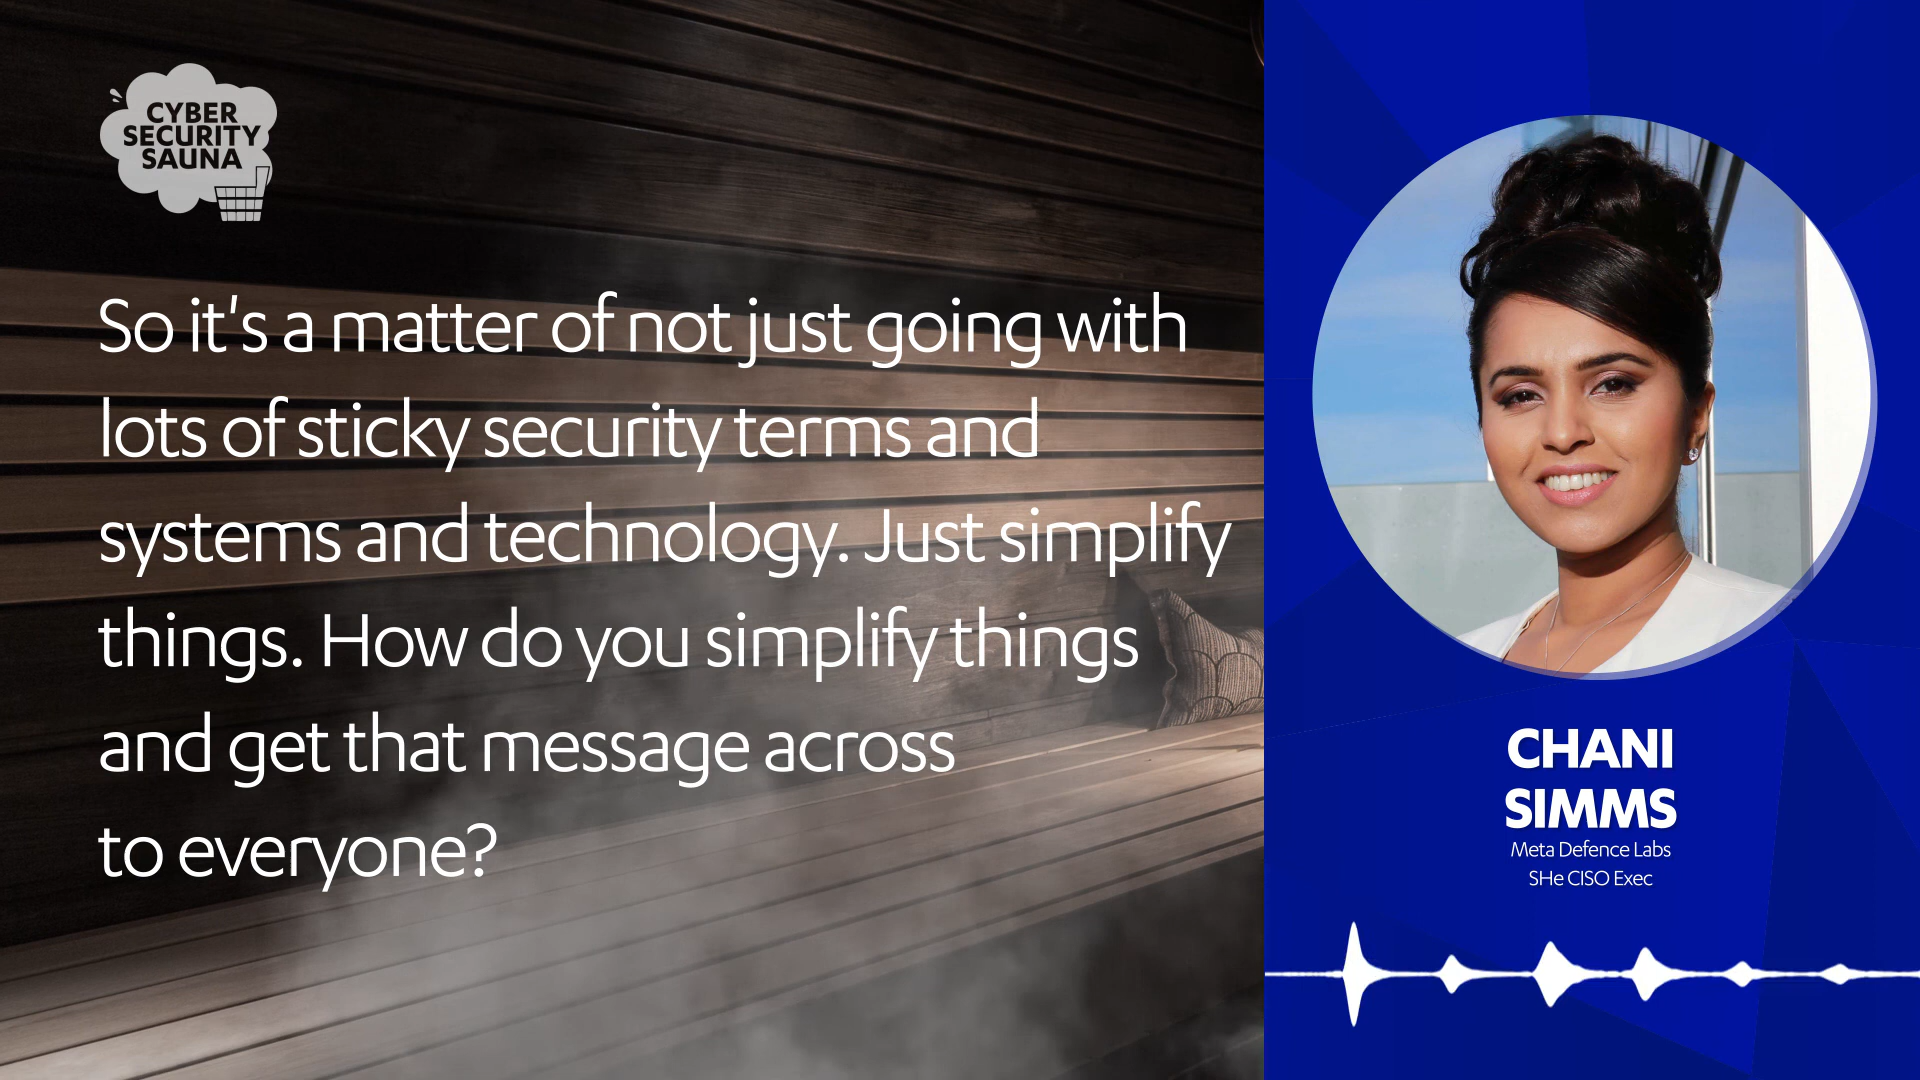 CYBER
SECURITY
SAUNA
So it's a matter of not just going with
lots of sticky security terms and
systems and technology. Just simplify
things. How do you simplify things
and get that message across
to everyone?
CHANI
SIMMS
Meta Defence Labs
SHe CISO Exec